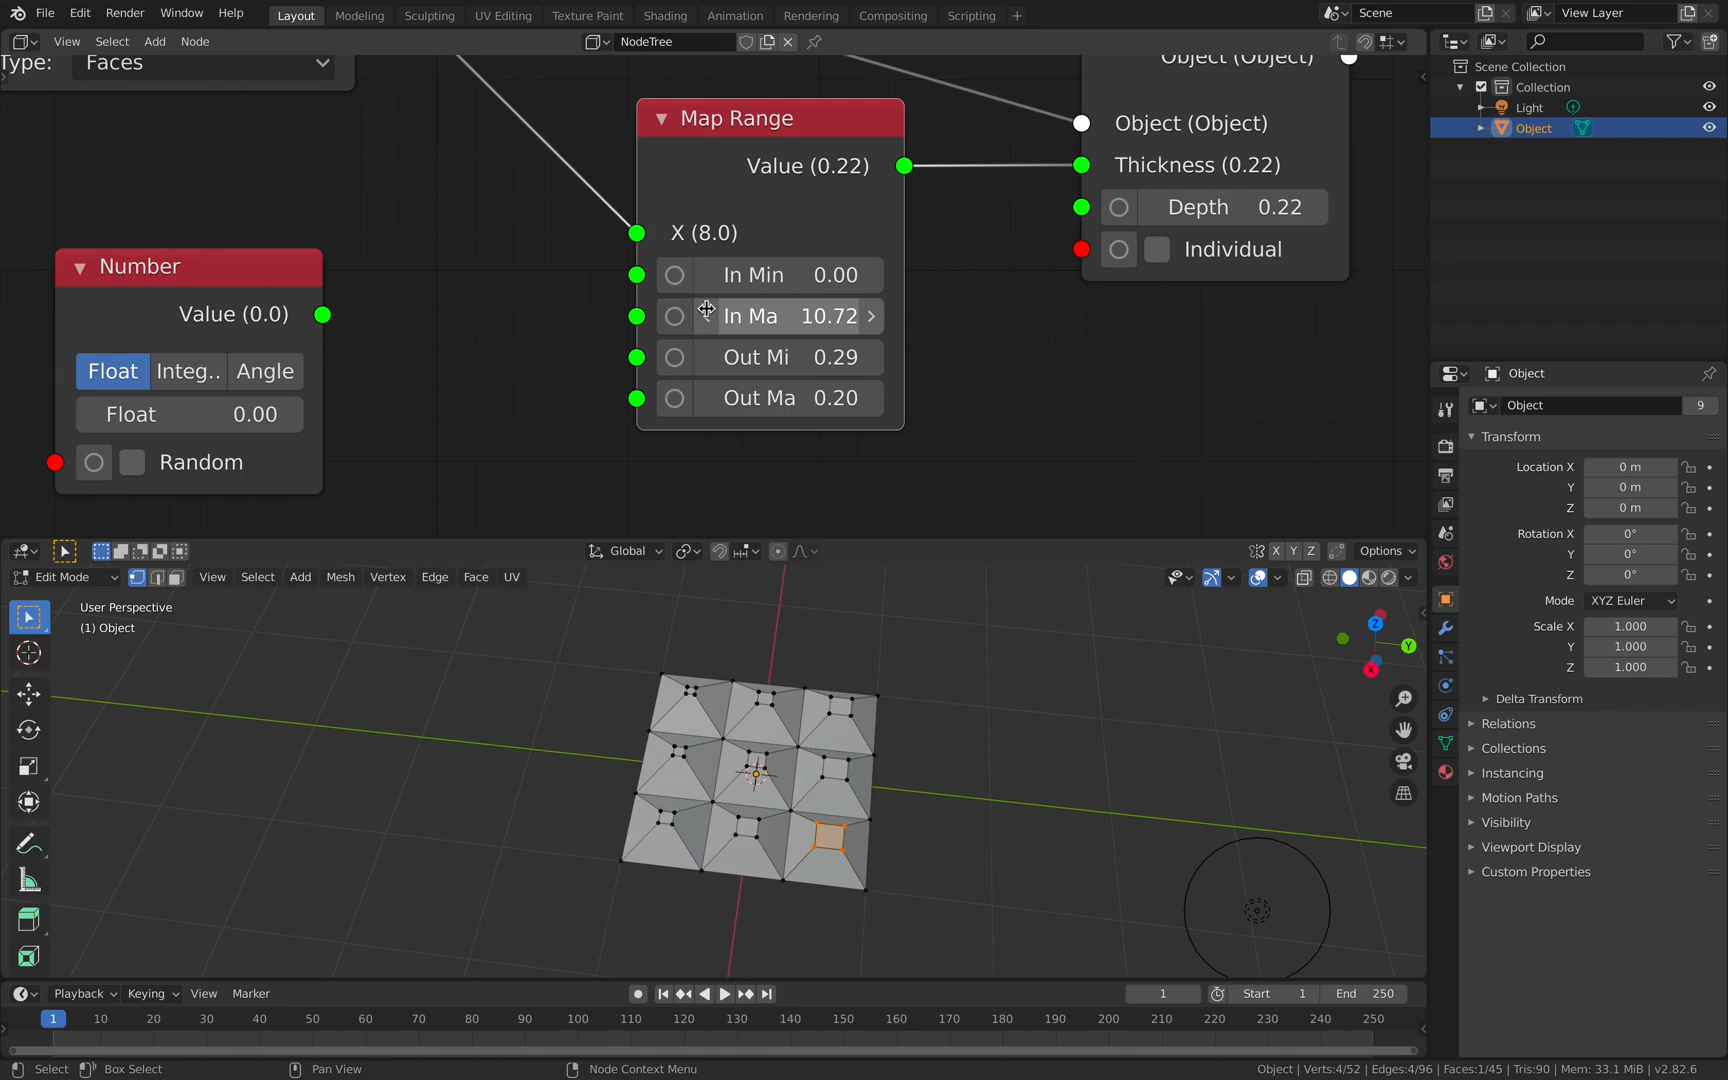 File Edit Render Window Help Layout Modeling Sculpting UV Editing Texture Paint Shading Animation Rendering Compositing Scripting + Scene View Layer
View Select Add Node NodeTree
Type: Faces
Object (Object)
Map Range
Value (0.22)
X (8.0)
In Min 0.00
In Ma 10.72
Out Mi 0.29
Out Ma 0.20
Object (Object)
Thickness (0.22)
Depth 0.22
Individual
Number
Value (0.0)
Float Integ.. Angle
Float 0.00
Random
Scene Collection
Collection
Light
Object
Object
Object 9
Transform
Location X 0 m
Y 0 m
Z 0 m
Rotation X 0°
Y 0°
Z 0°
Mode XYZ Euler
Scale X 1.000
Y 1.000
Z 1.000
Delta Transform
Relations
Collections
Instancing
Motion Paths
Visibility
Viewport Display
Custom Properties
Global X Y Z Options
Edit Mode View Select Add Mesh Vertex Edge Face UV
User Perspective
(1) Object
Z
Y
X
Playback Keying View Marker 1 Start 1 End 250
1 10 20 30 40 50 60 70 80 90 100 110 120 130 140 150 160 170 180 190 200 210 220 230 240 250
Select Box Select Pan View Node Context Menu Object | Verts:4/52 | Edges:4/96 | Faces:1/45 | Tris:90 | Mem: 33.1 MiB | v2.82.6